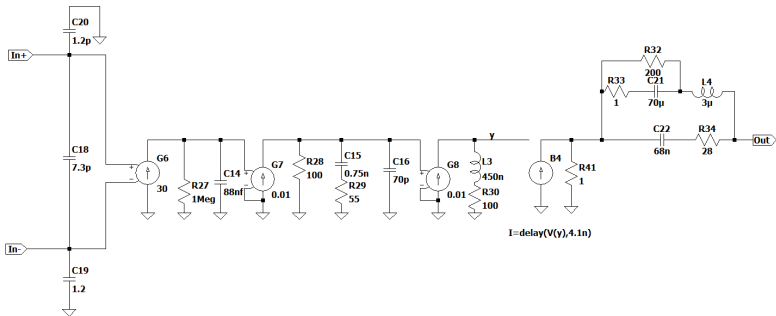 C20
1.2p
In+
C18
7.3p
In-
C19
1.2
G6
30
R27
1Meg
C14
88nf
G7
0.01
R28
100
C15
0.75n
R29
55
C16
70p
G8
0.01
y
L3
450n
R30
100
B4
R41
1
I=delay(V(y),4.1n)
R32
200
R33
1
C21
70µ
L4
3µ
C22
68n
R34
28
Out